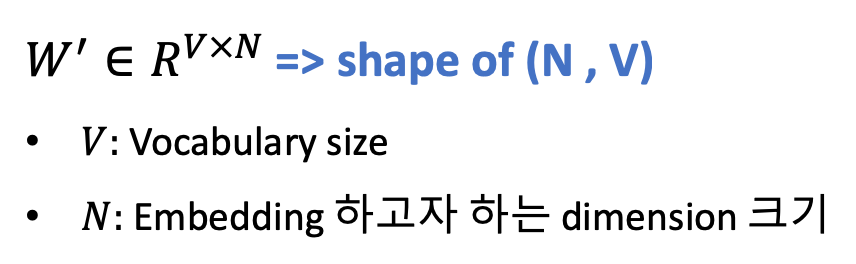 W′ ∈ R^{V×N} => shape of (N , V)
• V: Vocabulary size
• N: Embedding 하고자 하는 dimension 크기